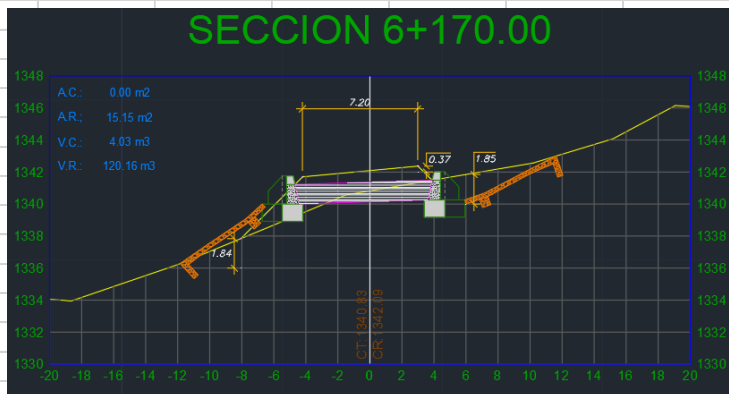 SECCION 6+170.00
1348 1348
A.C.: 0.00 m2
1346 7.20 1346
A.R.: 15.15 m2
1344 1344
V.C.: 4.03 m3
V.R.: 120.16 m3
0.37 1.85
1342 1342
1340 1340
1338 1338
1.84
1336 1336
1334 1334
CT:1340.83
CR:1342.09
1332 1332
1330 1330
-20 -18 -16 -14 -12 -10 -8 -6 -4 -2 0 2 4 6 8 10 12 14 16 18 20